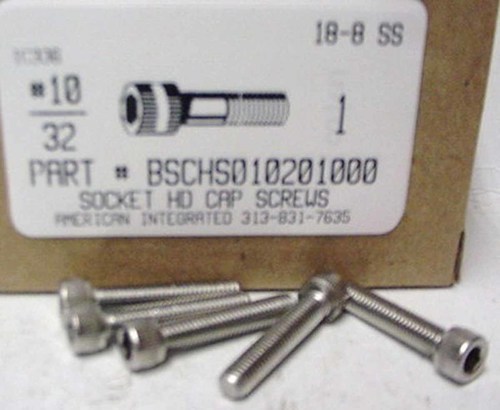 18-8 SS
#10
32
1
PART # BSCHS010201000
SOCKET HD CAP SCREWS
AMERICAN INTEGRATED 313-831-7635